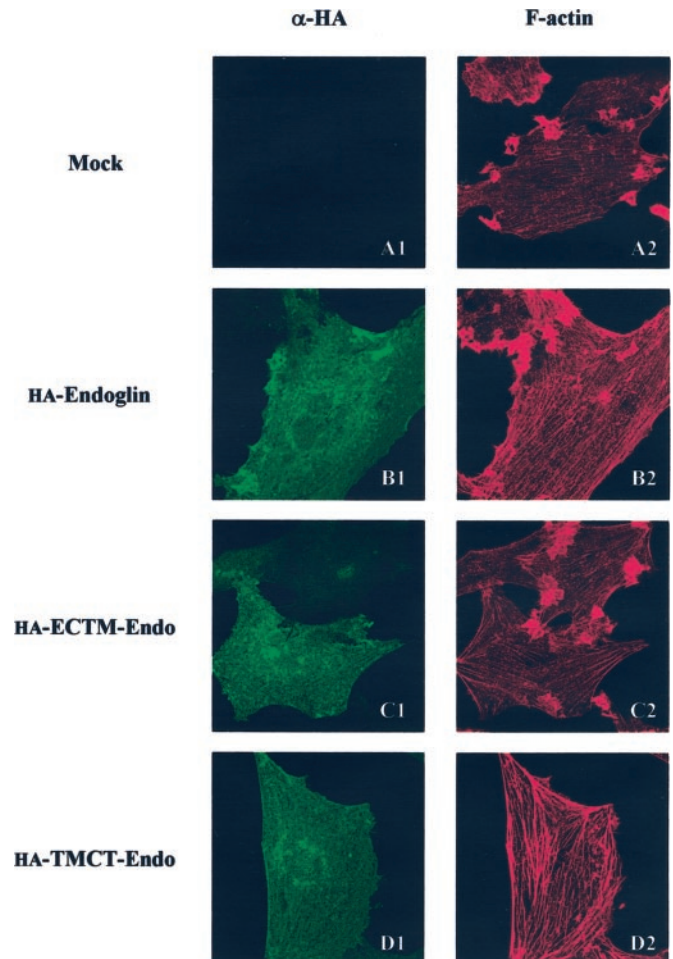 α-HA F-actin
Mock
A1 A2
HA-Endoglin
B1 B2
HA-ECTM-Endo
C1 C2
HA-TMCT-Endo
D1 D2